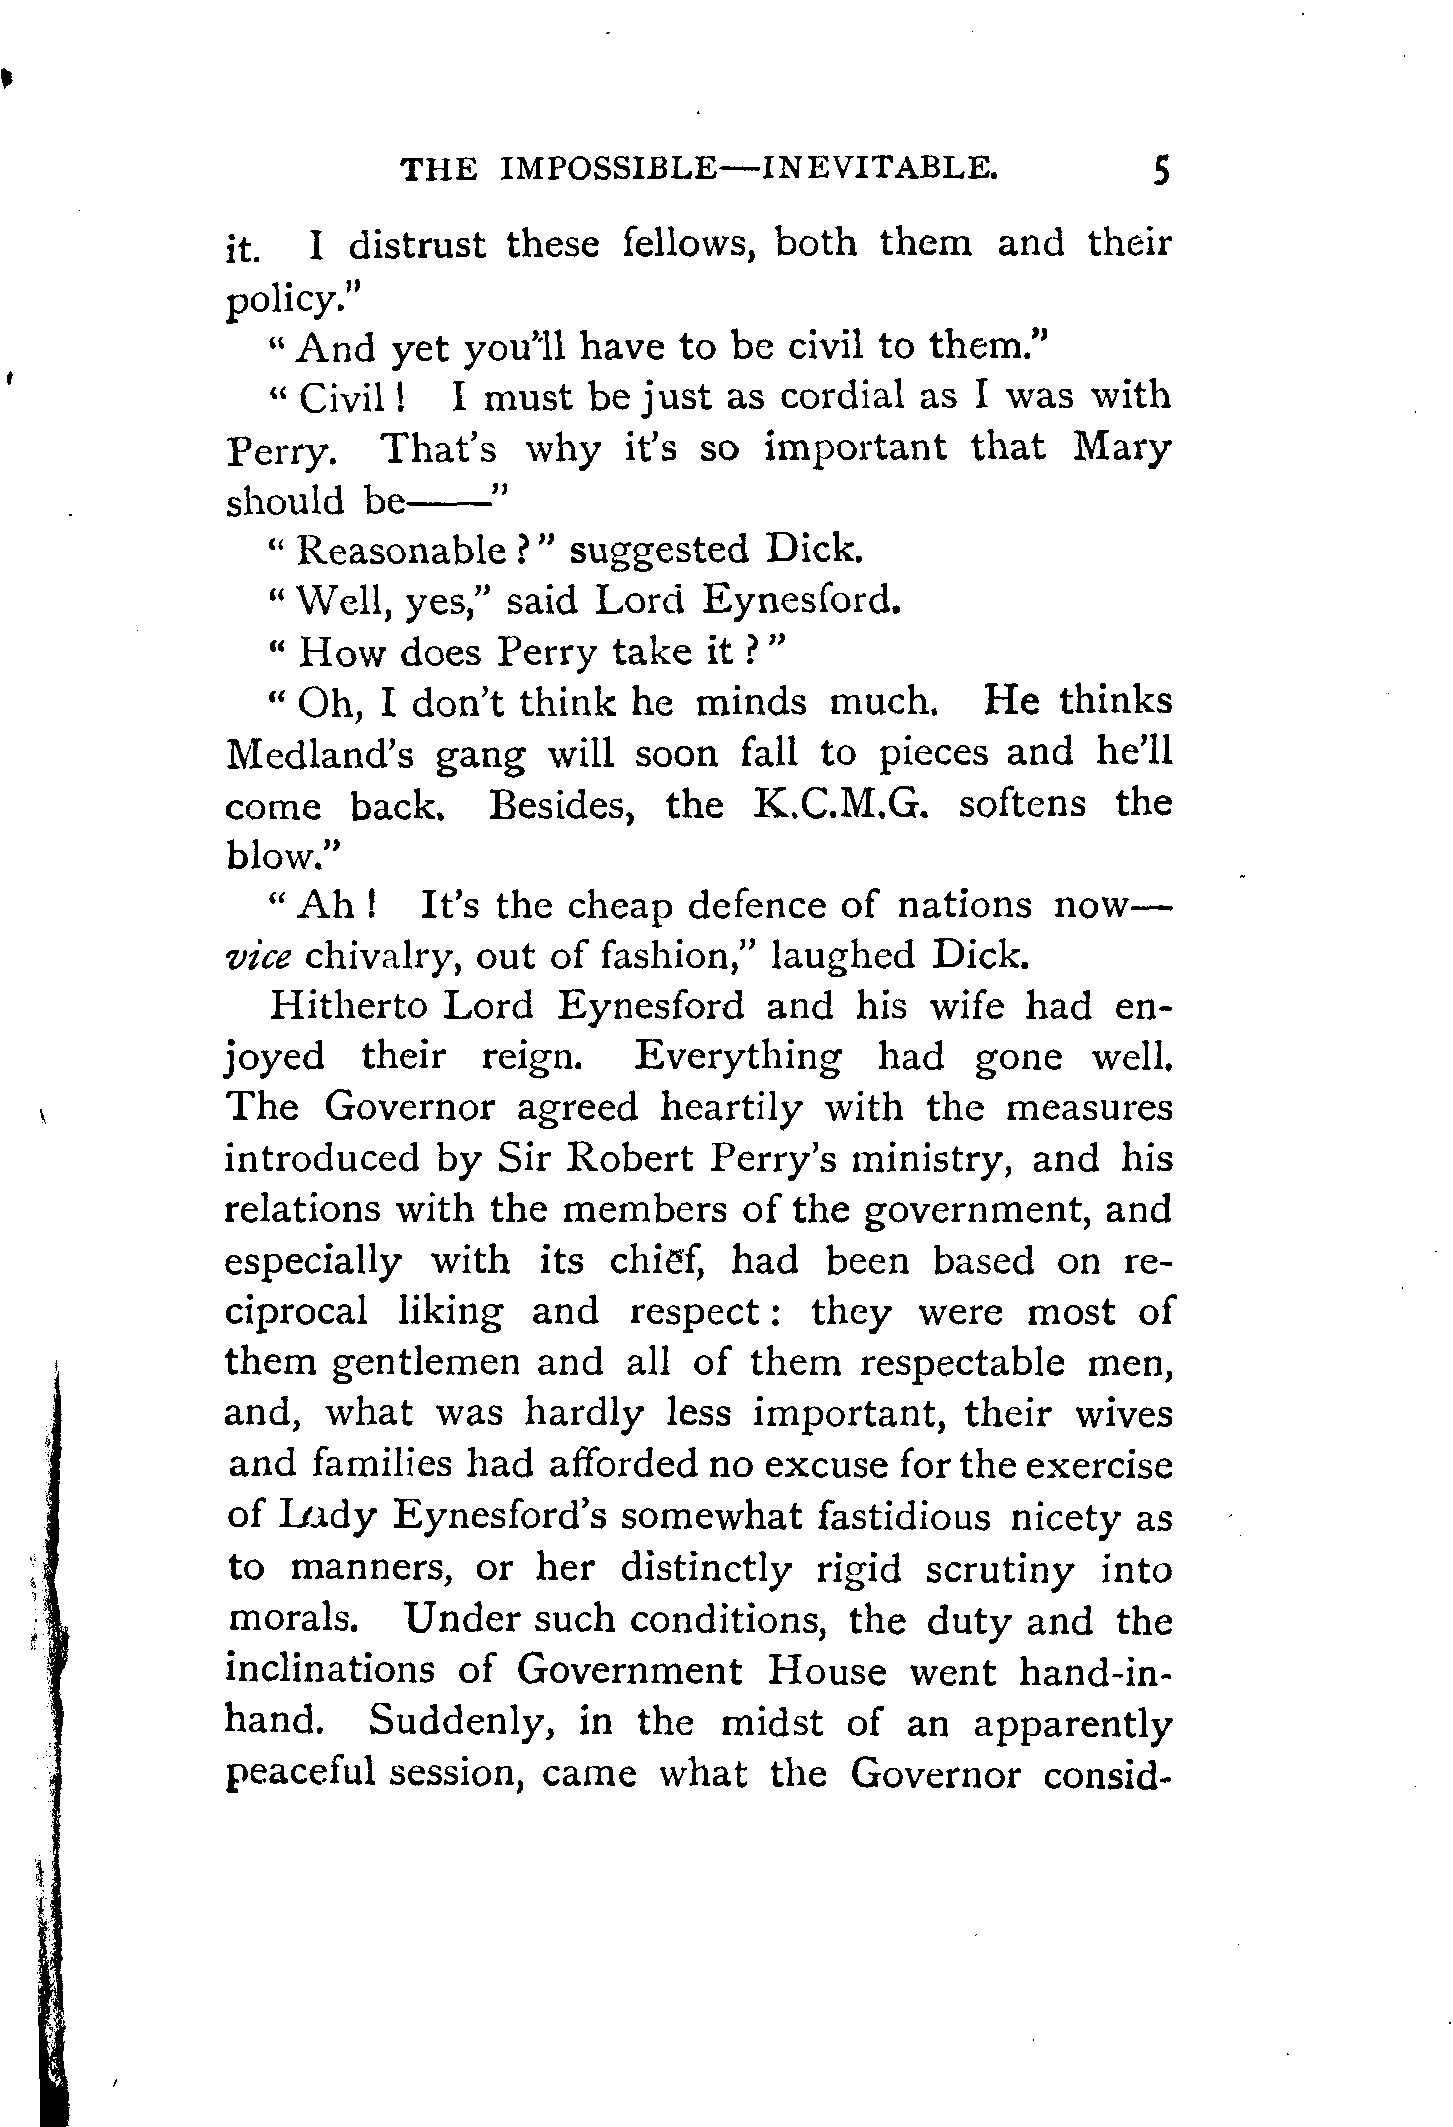 THE IMPOSSIBLE—INEVITABLE. 5
it. I distrust these fellows, both them and their
policy."
" And yet you'll have to be civil to them."
" Civil ! I must be just as cordial as I was with
Perry. That's why it's so important that Mary
should be——"
" Reasonable ? " suggested Dick.
" Well, yes," said Lord Eynesford.
" How does Perry take it ? "
" Oh, I don't think he minds much. He thinks
Medland's gang will soon fall to pieces and he'll
come back. Besides, the K.C.M.G. softens the
blow."
" Ah ! It's the cheap defence of nations now—
vice chivalry, out of fashion," laughed Dick.
Hitherto Lord Eynesford and his wife had en-
joyed their reign. Everything had gone well.
The Governor agreed heartily with the measures
introduced by Sir Robert Perry's ministry, and his
relations with the members of the government, and
especially with its chief, had been based on re-
ciprocal liking and respect : they were most of
them gentlemen and all of them respectable men,
and, what was hardly less important, their wives
and families had afforded no excuse for the exercise
of Lady Eynesford's somewhat fastidious nicety as
to manners, or her distinctly rigid scrutiny into
morals. Under such conditions, the duty and the
inclinations of Government House went hand-in-
hand. Suddenly, in the midst of an apparently
peaceful session, came what the Governor consid-